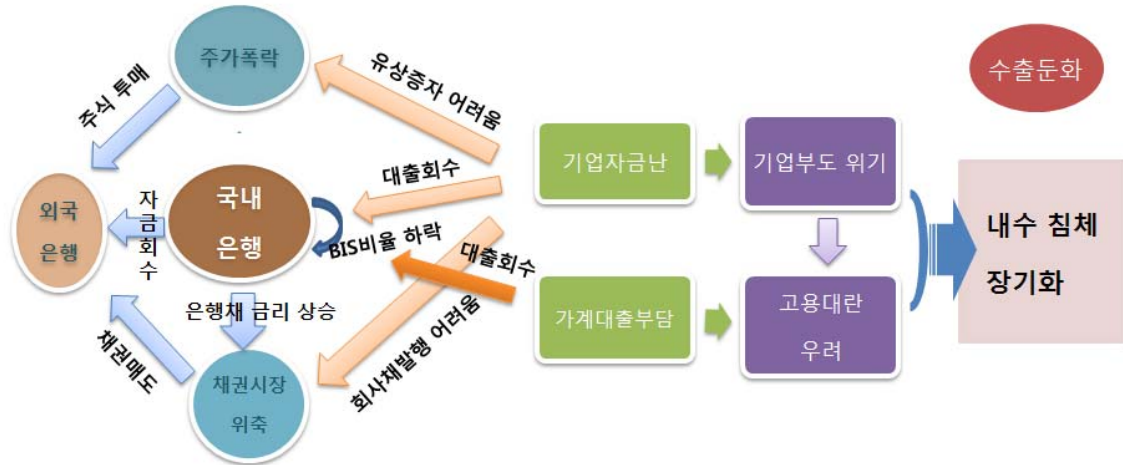 주가폭락
수출둔화
주식 투매
유상증자 어려움
기업자금난
기업부도 위기
대출회수
외국
은행
자금회수
국내
은행
BIS비율 하락
대출회수
내수 침체
장기화
은행채 금리 상승
가계대출부담
고용대란
우려
채권매도
회사채발행 어려움
채권시장
위축